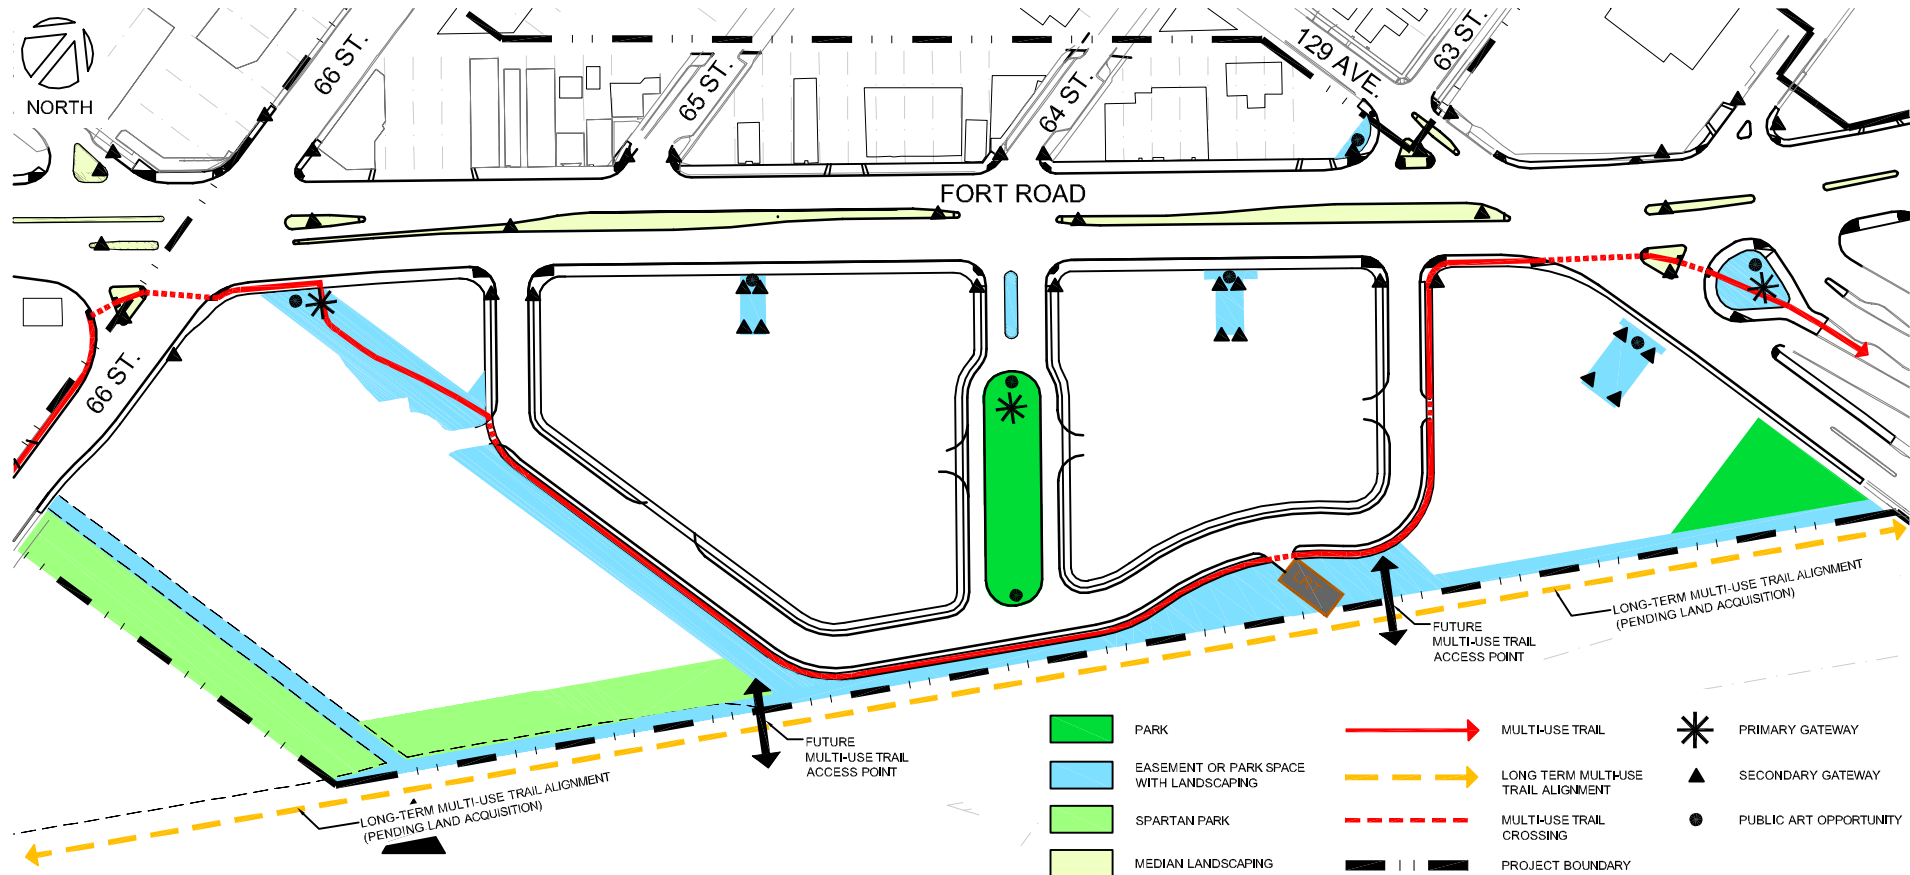 NORTH
66 ST.
65 ST.
64 ST.
129 AVE.
63 ST.
FORT ROAD
66 ST.
LONG-TERM MULTI-USE TRAIL ALIGNMENT
(PENDING LAND ACQUISITION)
FUTURE
MULTI-USE TRAIL
ACCESS POINT
FUTURE
MULTI-USE TRAIL
ACCESS POINT
LONG-TERM MULTI-USE TRAIL ALIGNMENT
(PENDING LAND ACQUISITION)
PARK
EASEMENT OR PARK SPACE
WITH LANDSCAPING
SPARTAN PARK
MEDIAN LANDSCAPING
MULTI-USE TRAIL
LONG TERM MULTI-USE
TRAIL ALIGNMENT
MULTI-USE TRAIL
CROSSING
PROJECT BOUNDARY
PRIMARY GATEWAY
SECONDARY GATEWAY
PUBLIC ART OPPORTUNITY